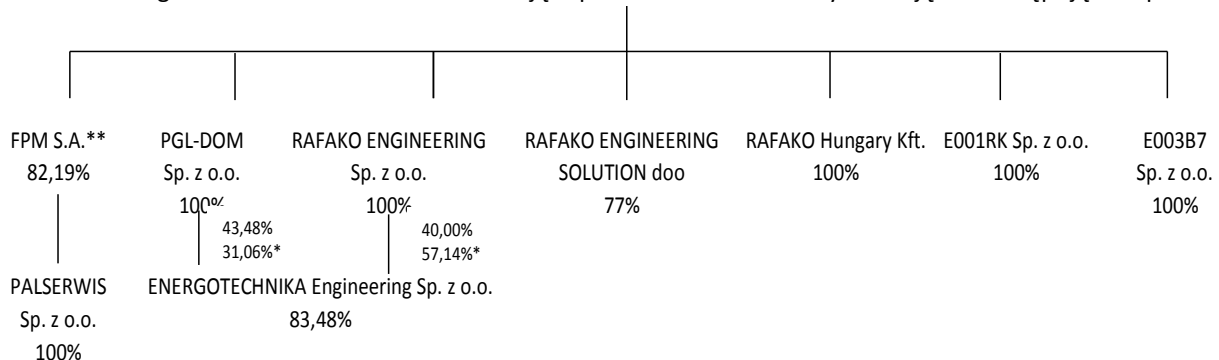 FPM S.A.**
82,19%
PGL-DOM
Sp. z o.o.
100%
RAFAKO ENGINEERING
Sp. z o.o.
100%
RAFAKO ENGINEERING
SOLUTION doo
77%
RAFAKO Hungary Kft.
100%
E001RK Sp. z o.o.
100%
E003B7
Sp. z o.o.
100%
43,48%
31,06%*
40,00%
57,14%*
PALSERWIS
Sp. z o.o.
100%
ENERGOTECHNIKA Engineering Sp. z o.o.
83,48%